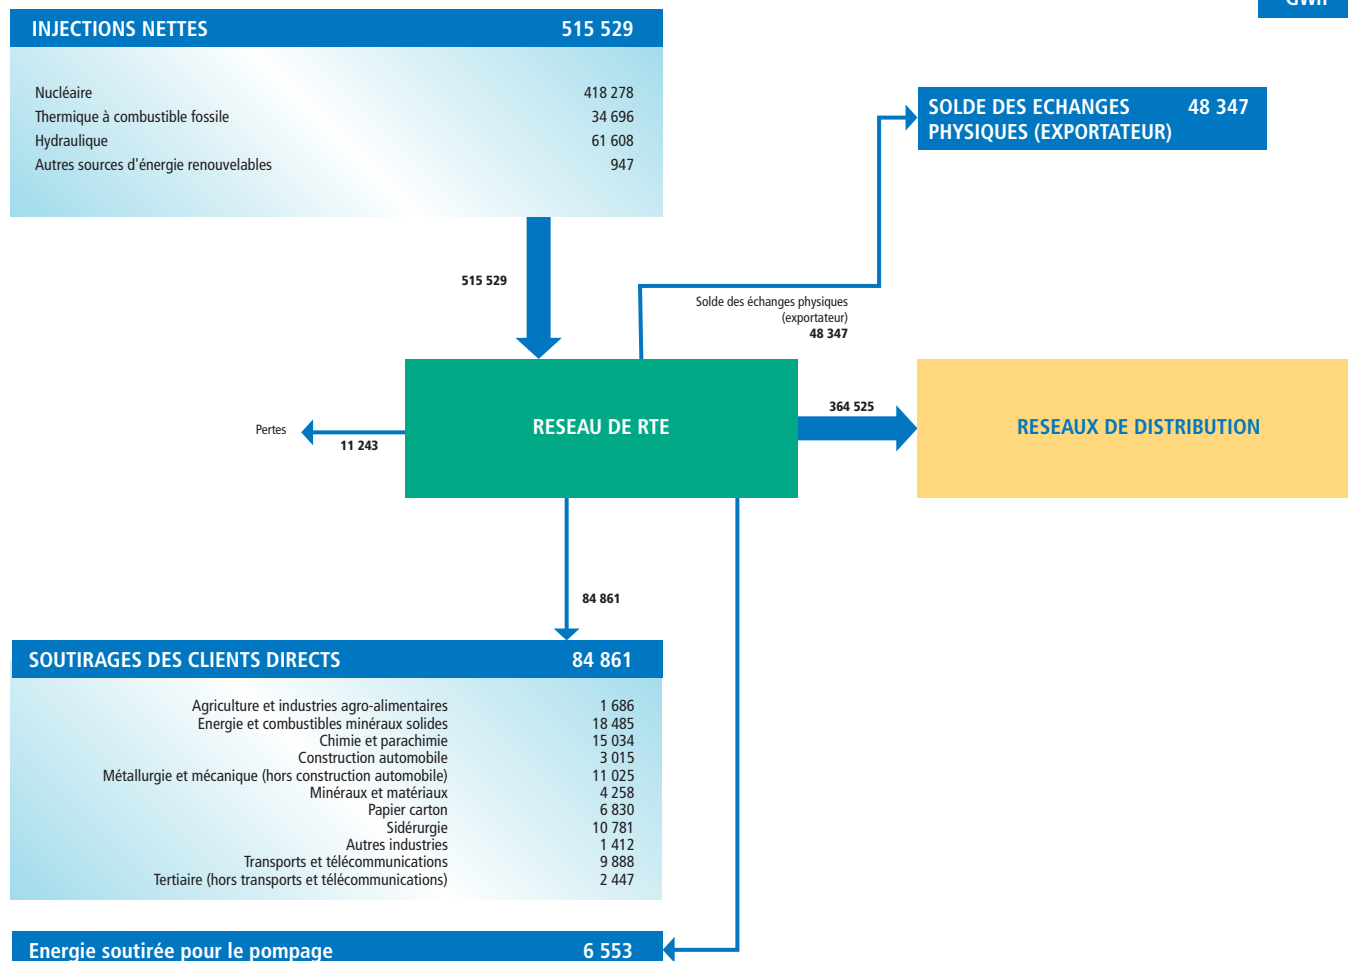 GWh
INJECTIONS NETTES 515 529
Nucléaire 418 278
Thermique à combustible fossile 34 696
Hydraulique 61 608
Autres sources d'énergie renouvelables 947
SOLDE DES ECHANGES 48 347
PHYSIQUES (EXPORTATEUR)
515 529
Solde des échanges physiques
(exportateur)
48 347
RESEAU DE RTE
364 525
RESEAUX DE DISTRIBUTION
Pertes
11 243
84 861
SOUTIRAGES DES CLIENTS DIRECTS 84 861
Agriculture et industries agro-alimentaires 1 686
Energie et combustibles minéraux solides 18 485
Chimie et parachimie 15 034
Construction automobile 3 015
Métallurgie et mécanique (hors construction automobile) 11 025
Minéraux et matériaux 4 258
Papier carton 6 830
Sidérurgie 10 781
Autres industries 1 412
Transports et télécommunications 9 888
Tertiaire (hors transports et télécommunications) 2 447
Energie soutirée pour le pompage 6 553